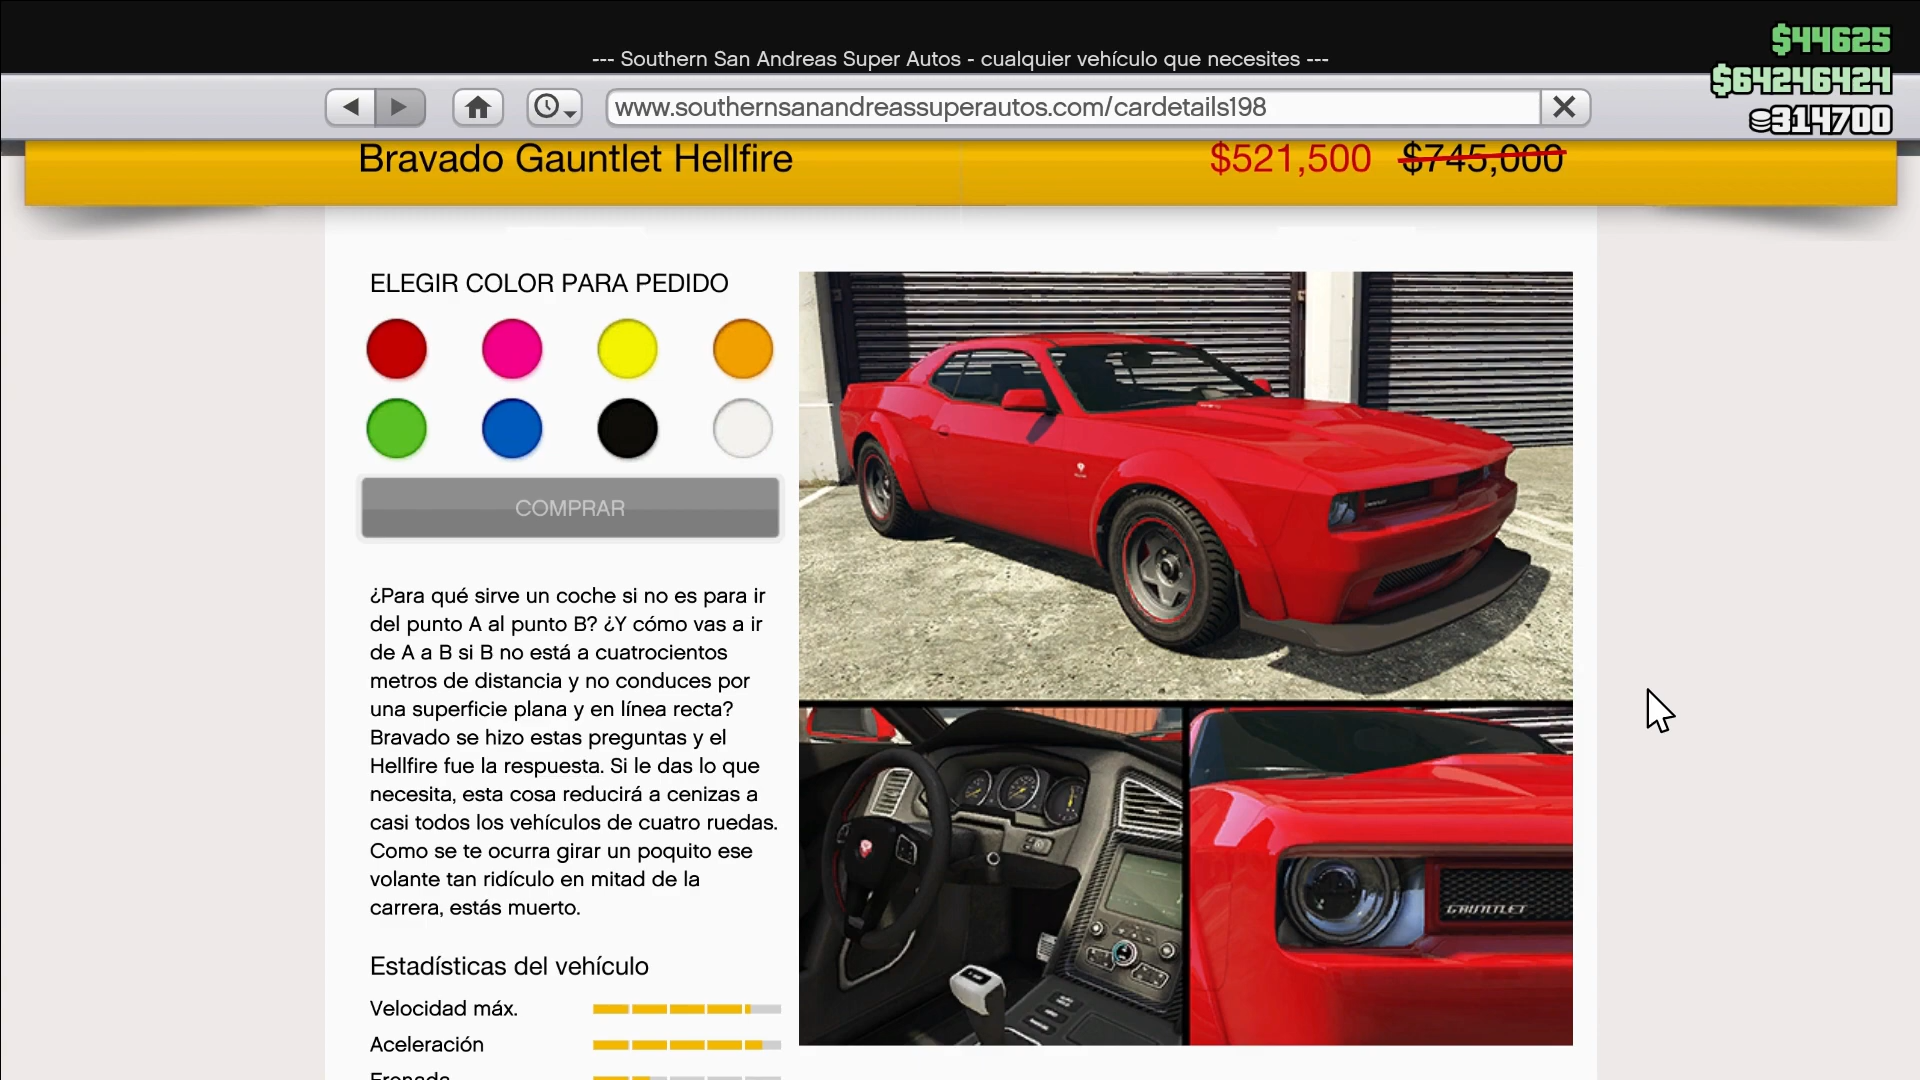 --- Southern San Andreas Super Autos - cualquier vehículo que necesites ---
$44625
$64246424
314700
www.southernsanandreassuperautos.com/cardetails198
Bravado Gauntlet Hellfire
$521,500 $745,000
ELEGIR COLOR PARA PEDIDO
COMPRAR
¿Para qué sirve un coche si no es para ir
del punto A al punto B? ¿Y cómo vas a ir
de A a B si B no está a cuatrocientos
metros de distancia y no conduces por
una superficie plana y en línea recta?
Bravado se hizo estas preguntas y el
Hellfire fue la respuesta. Si le das lo que
necesita, esta cosa reducirá a cenizas a
casi todos los vehículos de cuatro ruedas.
Como se te ocurra girar un poquito ese
volante tan ridículo en mitad de la
carrera, estás muerto.
GAUNTLET
Estadísticas del vehículo
Velocidad máx.
Aceleración
Frenada